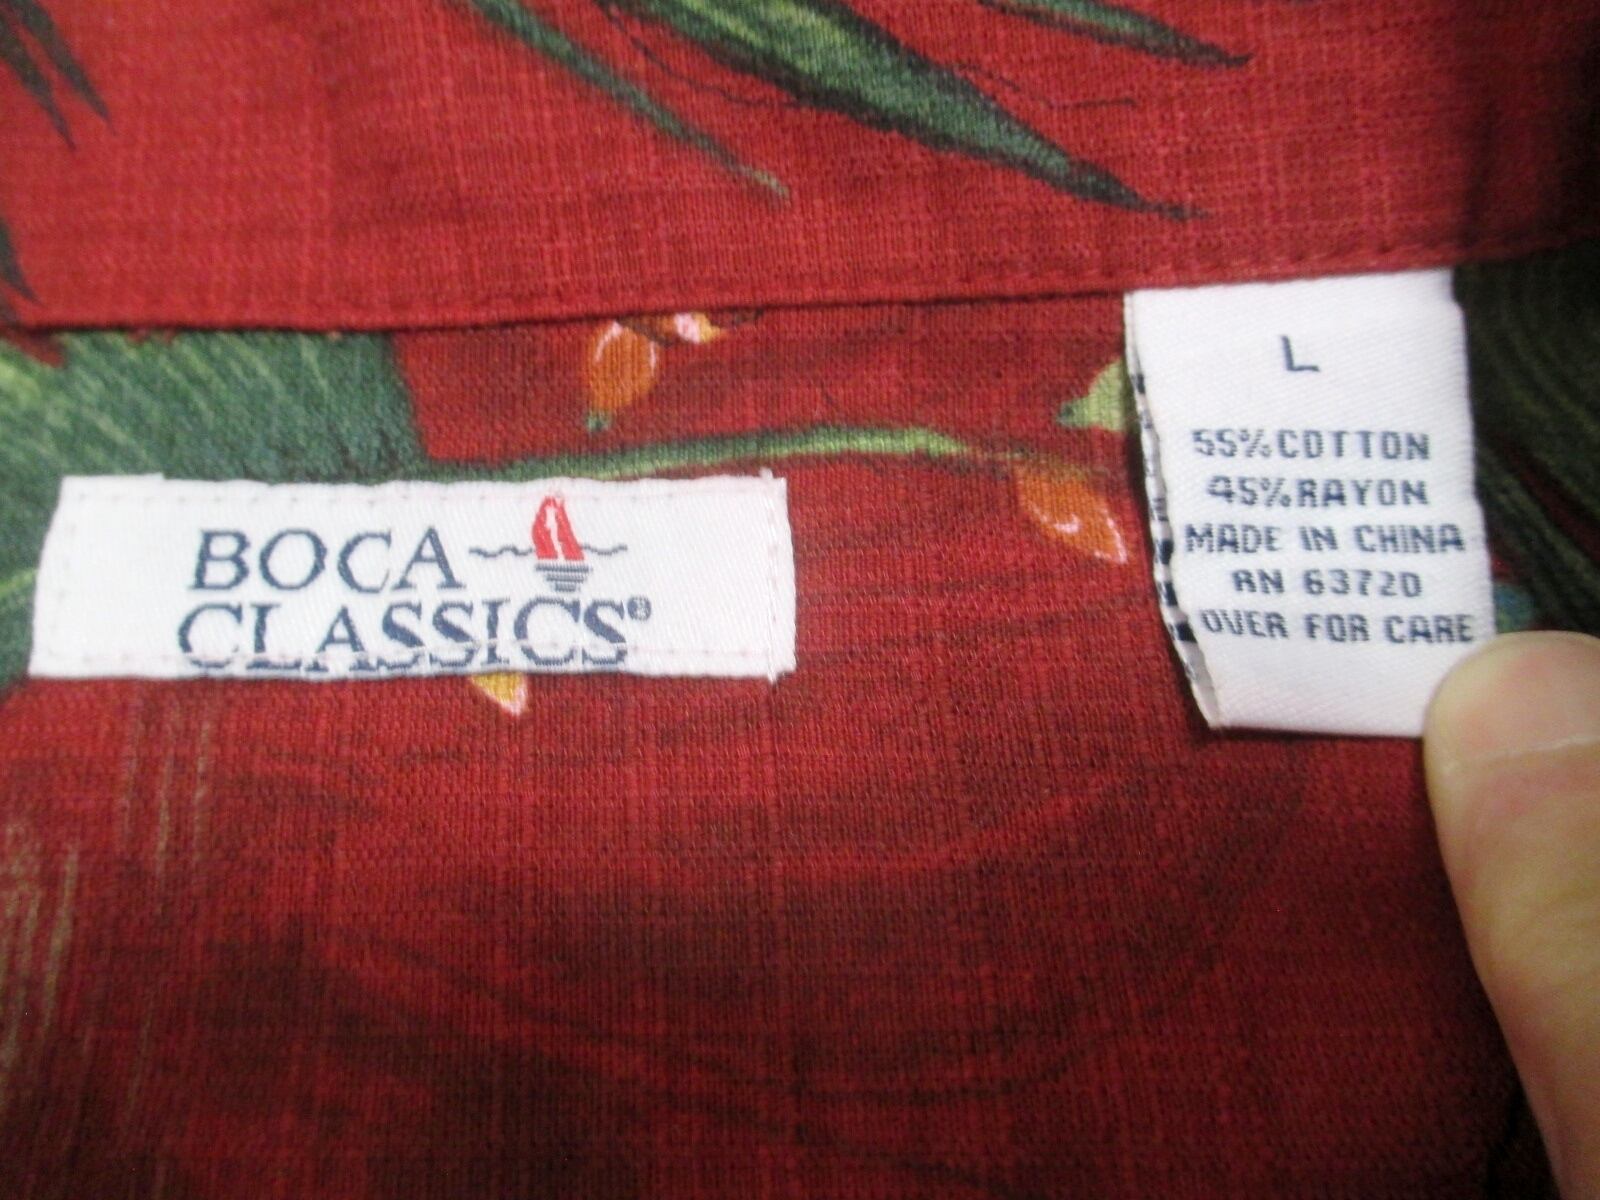 BOCA
CLASSICS®
L
55% COTTON
45% RAYON
MADE IN CHINA
RN 63720
OVER FOR CARE